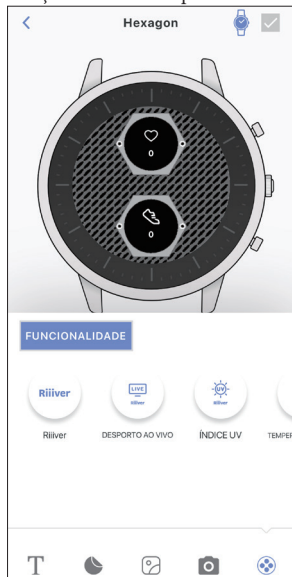 Hexagon
0
0
FUNCIONALIDADE
Riiiver
LIVE
Riiiver
UV
Riiiver
Riiiver
DESPORTO AO VIVO
ÍNDICE UV
T